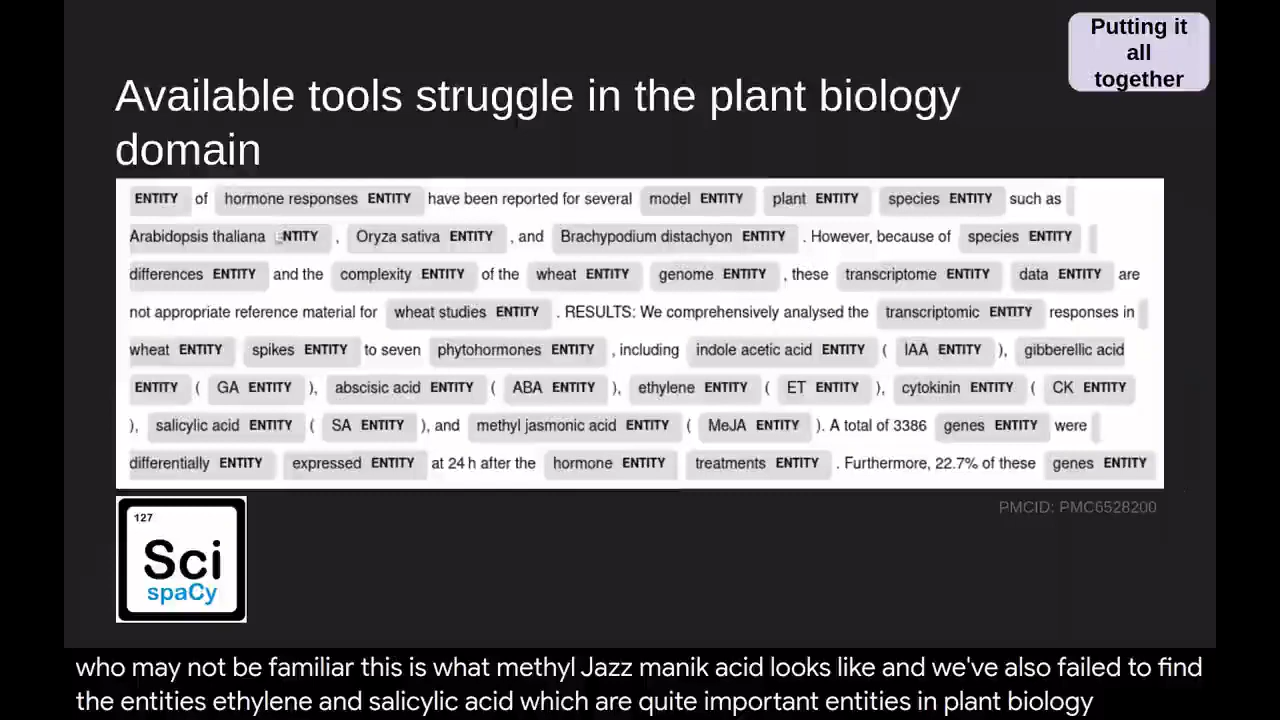 Putting it
all
together
Available tools struggle in the plant biology
domain
ENTITY of hormone responses ENTITY have been reported for several model ENTITY plant ENTITY species ENTITY such as
Arabidopsis thaliana ENTITY , Oryza sativa ENTITY , and Brachypodium distachyon ENTITY . However, because of species ENTITY
differences ENTITY and the complexity ENTITY of the wheat ENTITY genome ENTITY , these transcriptome ENTITY data ENTITY are
not appropriate reference material for wheat studies ENTITY . RESULTS: We comprehensively analysed the transcriptomic ENTITY responses in
wheat ENTITY spikes ENTITY to seven phytohormones ENTITY , including indole acetic acid ENTITY ( IAA ENTITY ), gibberellic acid
ENTITY ( GA ENTITY ), abscisic acid ENTITY ( ABA ENTITY ), ethylene ENTITY ( ET ENTITY ), cytokinin ENTITY ( CK ENTITY
), salicylic acid ENTITY ( SA ENTITY ), and methyl jasmonic acid ENTITY ( MeJA ENTITY ). A total of 3386 genes ENTITY were
differentially ENTITY expressed ENTITY at 24 h after the hormone ENTITY treatments ENTITY . Furthermore, 22.7% of these genes ENTITY
PMCID: PMC6528200
127
Sci
spaCy
who may not be familiar this is what methyl Jazz manik acid looks like and we've also failed to find
the entities ethylene and salicylic acid which are quite important entities in plant biology